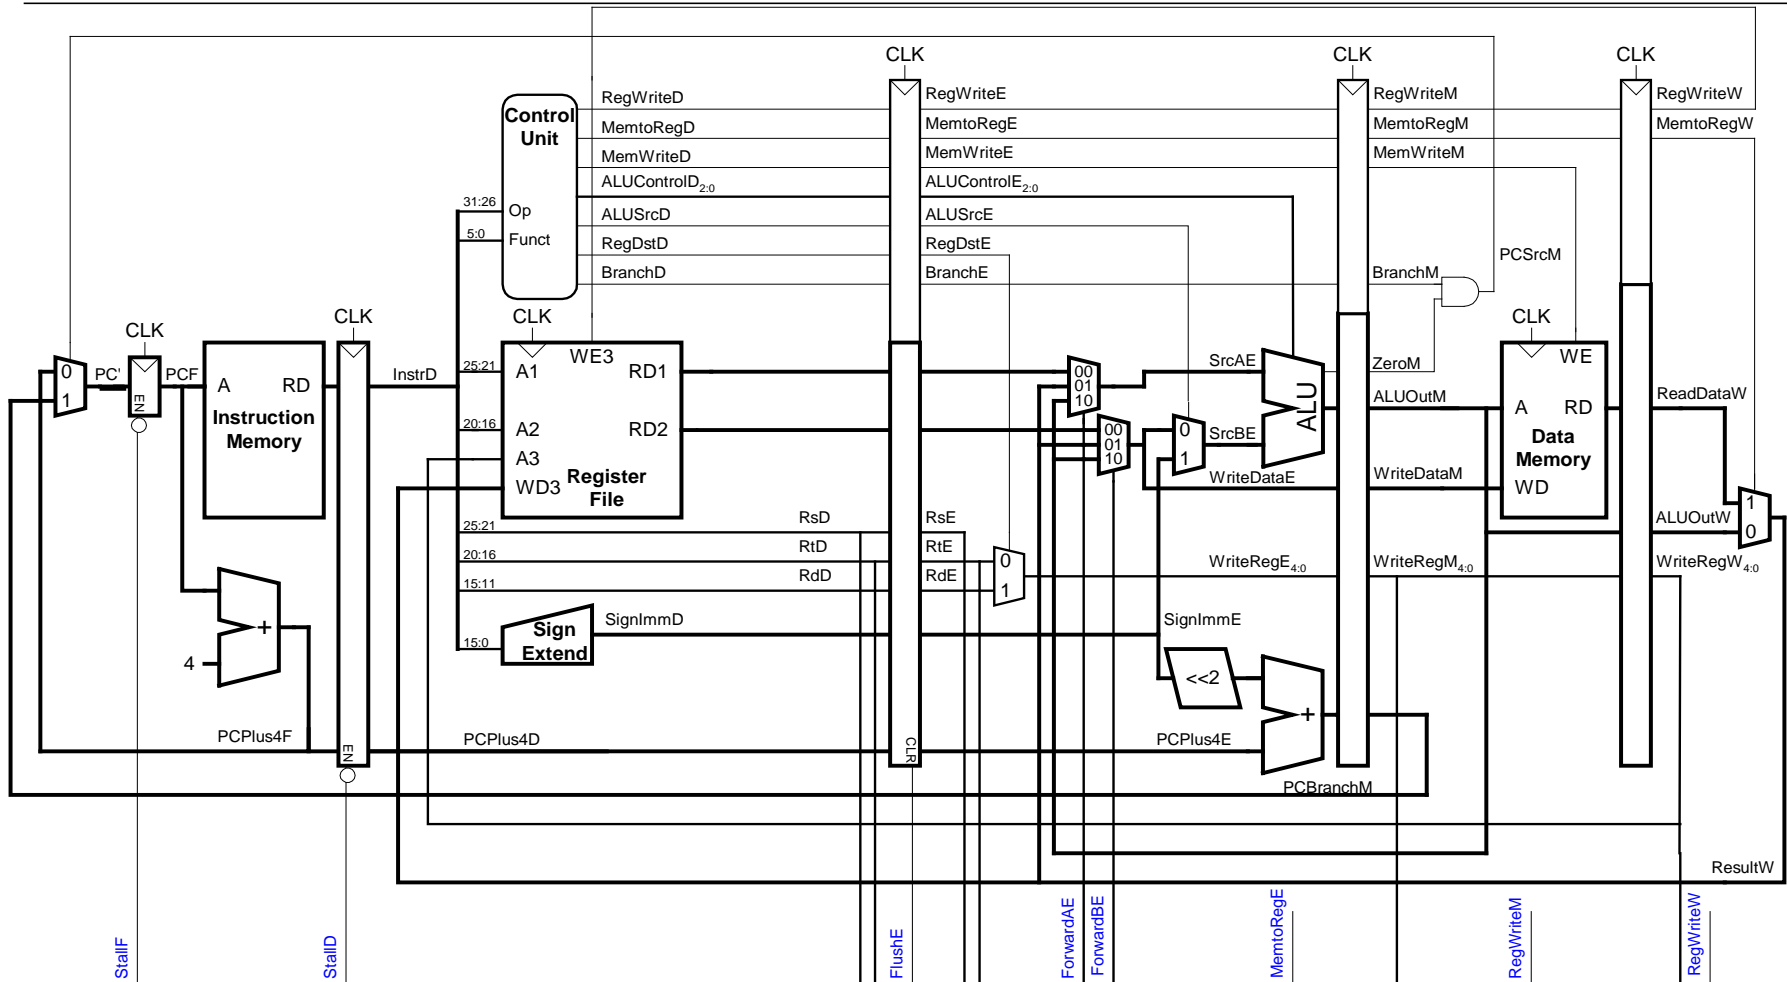 CLK
CLK
CLK
RegWriteD
RegWriteE
RegWriteM
RegWriteW
Control
Unit
MemtoRegD
MemtoRegE
MemtoRegM
MemtoRegW
MemWriteD
MemWriteE
MemWriteM
ALUControlD2:0
ALUControlE2:0
31:26
Op
ALUSrcD
ALUSrcE
5:0
Funct
RegDstD
RegDstE
PCSrcM
BranchD
BranchE
BranchM
CLK
CLK
CLK
CLK
WE3
WE
0
1
PC'
PCF
EN
A
RD
Instruction
Memory
InstrD
25:21
A1
RD1
20:16
A2
RD2
A3
WD3
Register
File
00
01
10
00
01
10
SrcAE
0
1
SrcBE
ALU
ZeroM
ALUOutM
A
RD
Data
Memory
WD
ReadDataW
WriteDataE
WriteDataM
1
0
ALUOutW
25:21
RsD
RsE
20:16
RtD
RtE
15:11
RdD
RdE
0
1
WriteRegE4:0
WriteRegM4:0
WriteRegW4:0
SignImmD
SignImmE
15:0
Sign
Extend
+
4
<<2
+
PCPlus4F
EN
PCPlus4D
CLR
PCPlus4E
PCBranchM
ResultW
StallF
StallD
FlushE
ForwardAE
ForwardBE
MemtoRegE
RegWriteM
RegWriteW